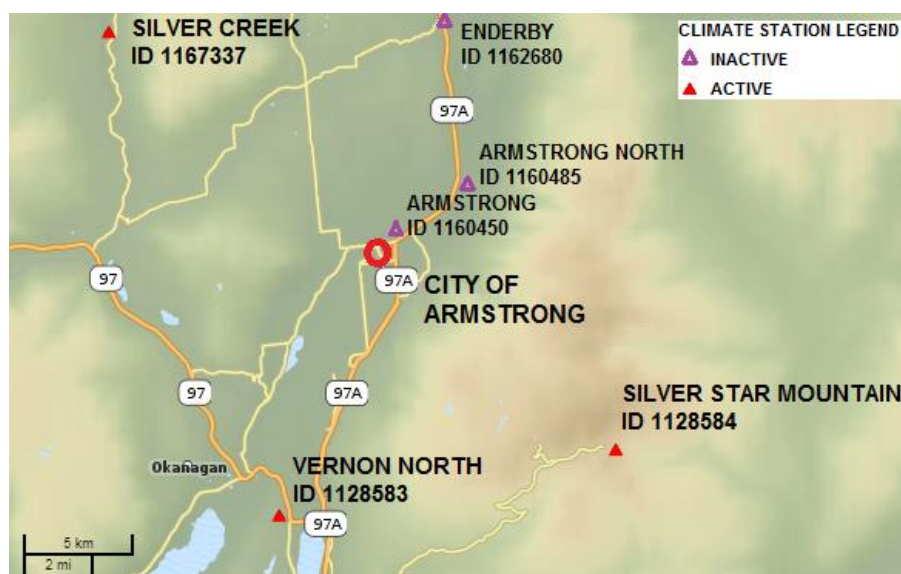 SILVER CREEK
ID 1167337
ENDERBY
ID 1162680
CLIMATE STATION LEGEND
INACTIVE
ACTIVE
97A
ARMSTRONG NORTH
ID 1160485
ARMSTRONG
ID 1160450
97
97A
CITY OF
ARMSTRONG
97
97A
SILVER STAR MOUNTAIN
ID 1128584
Okanagan
VERNON NORTH
ID 1128583
97A
5 km
2 mi